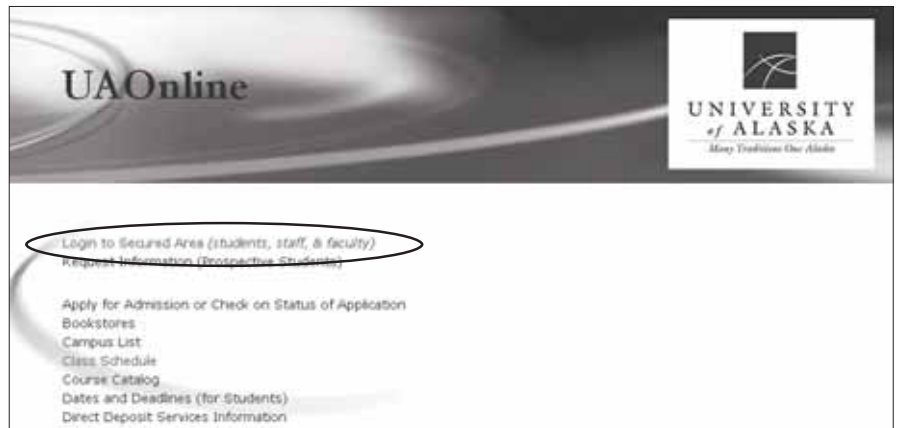 UAOnline
UNIVERSITY
of ALASKA
Many Traditions One Alaska
Login to Secured Area (students, staff, & faculty)
Request Information (Prospective Students)
Apply for Admission or Check on Status of Application
Bookstores
Campus List
Class Schedule
Course Catalog
Dates and Deadlines (for Students)
Direct Deposit Services Information